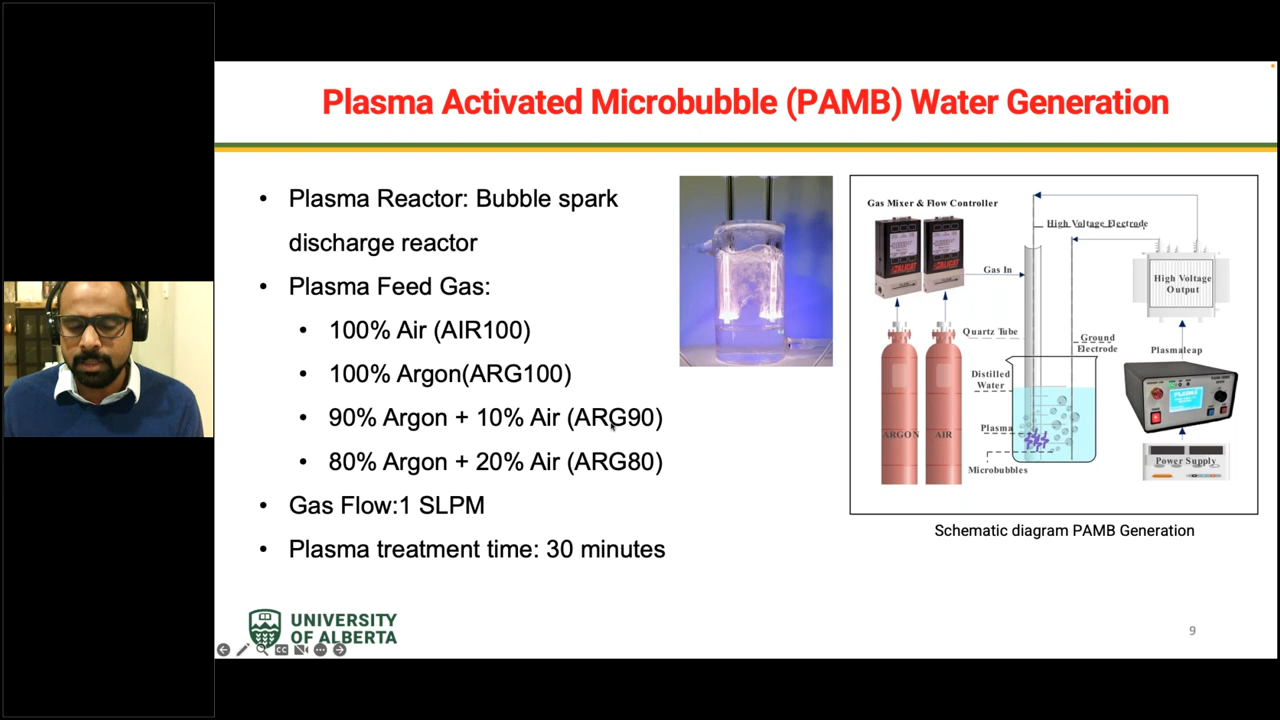 Plasma Activated Microbubble (PAMB) Water Generation
• Plasma Reactor: Bubble spark
discharge reactor
• Plasma Feed Gas:
• 100% Air (AIR100)
• 100% Argon(ARG100)
• 90% Argon + 10% Air (ARG90)
• 80% Argon + 20% Air (ARG80)
• Gas Flow:1 SLPM
• Plasma treatment time: 30 minutes
Gas Mixer & Flow Controller
ALICAT
ALICAT
High Voltage Electrode
Gas In
High Voltage
Output
Quartz Tube
Ground
Electrode
Plasmaleap
Distilled
Water
Plasma
Microbubbles
ARGON
AIR
Power Supply
Schematic diagram PAMB Generation
UNIVERSITY
OF ALBERTA
CC
9